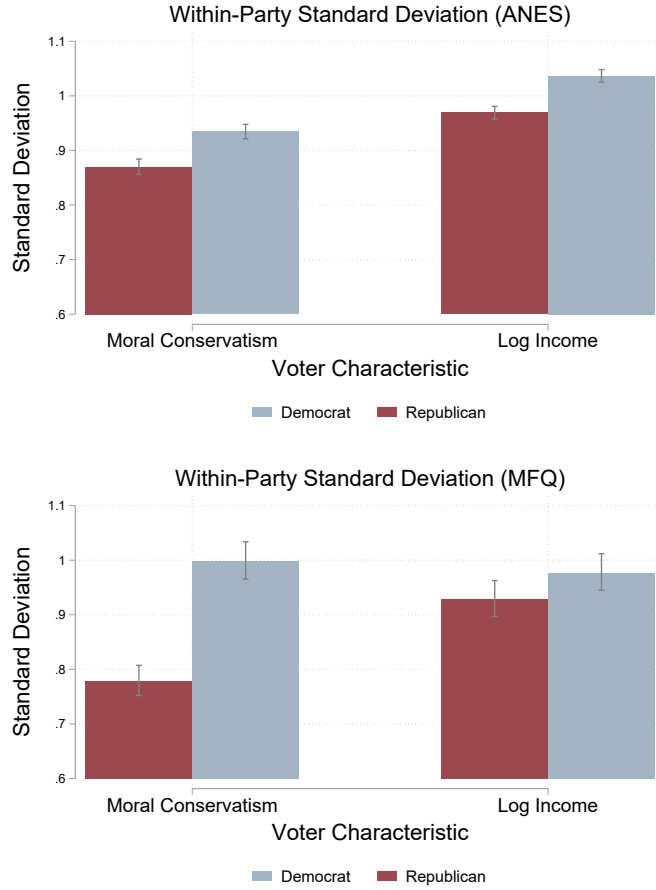 Within-Party Standard Deviation (ANES)
1.1
1
.9
.8
.7
.6
Standard Deviation
Moral Conservatism Log Income
Voter Characteristic
Democrat Republican
Within-Party Standard Deviation (MFQ)
1.1
1
.9
.8
.7
.6
Standard Deviation
Moral Conservatism Log Income
Voter Characteristic
Democrat Republican